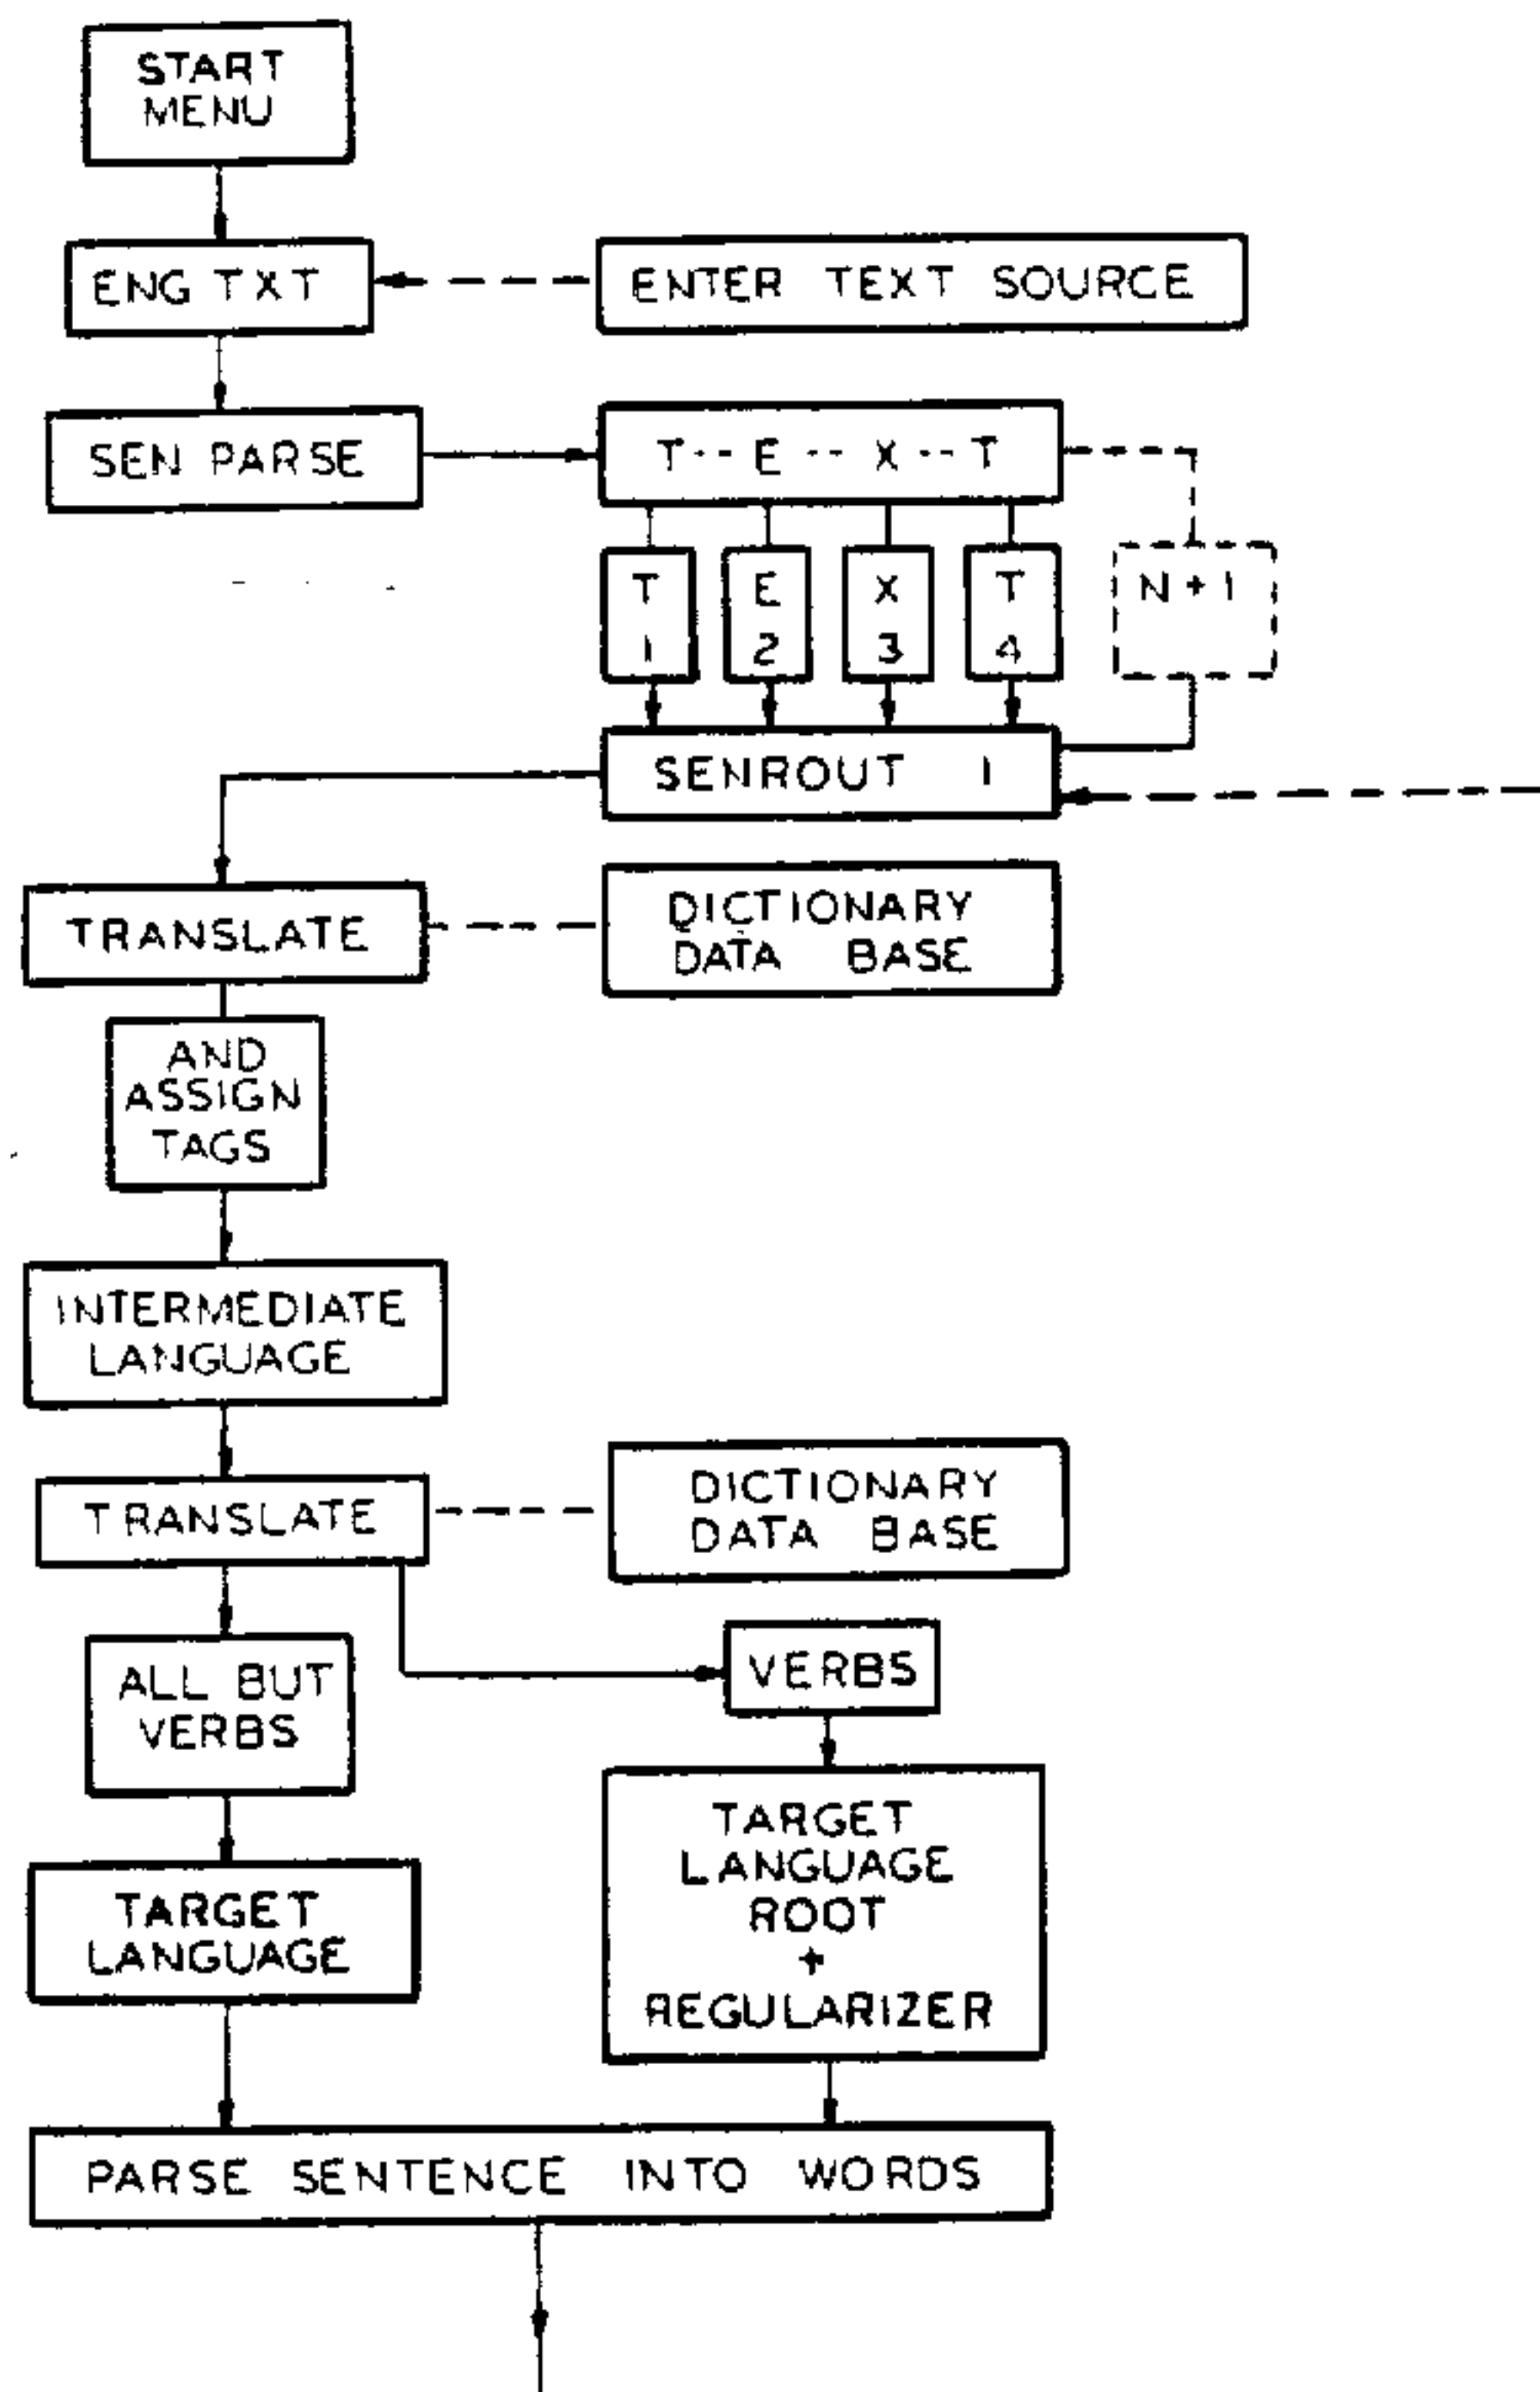 START
MENU
ENG TXT
ENTER TEXT SOURCE
SEN PARSE
T--E--X--T
T
1
E
2
X
3
T
4
N+1
SENROUT 1
TRANSLATE
DICTIONARY
DATA BASE
AND
ASSIGN
TAGS
INTERMEDIATE
LANGUAGE
TRANSLATE
DICTIONARY
DATA BASE
ALL BUT
VERBS
VERBS
TARGET
LANGUAGE
TARGET
LANGUAGE
ROOT
+
REGULARIZER
PARSE SENTENCE INTO WORDS